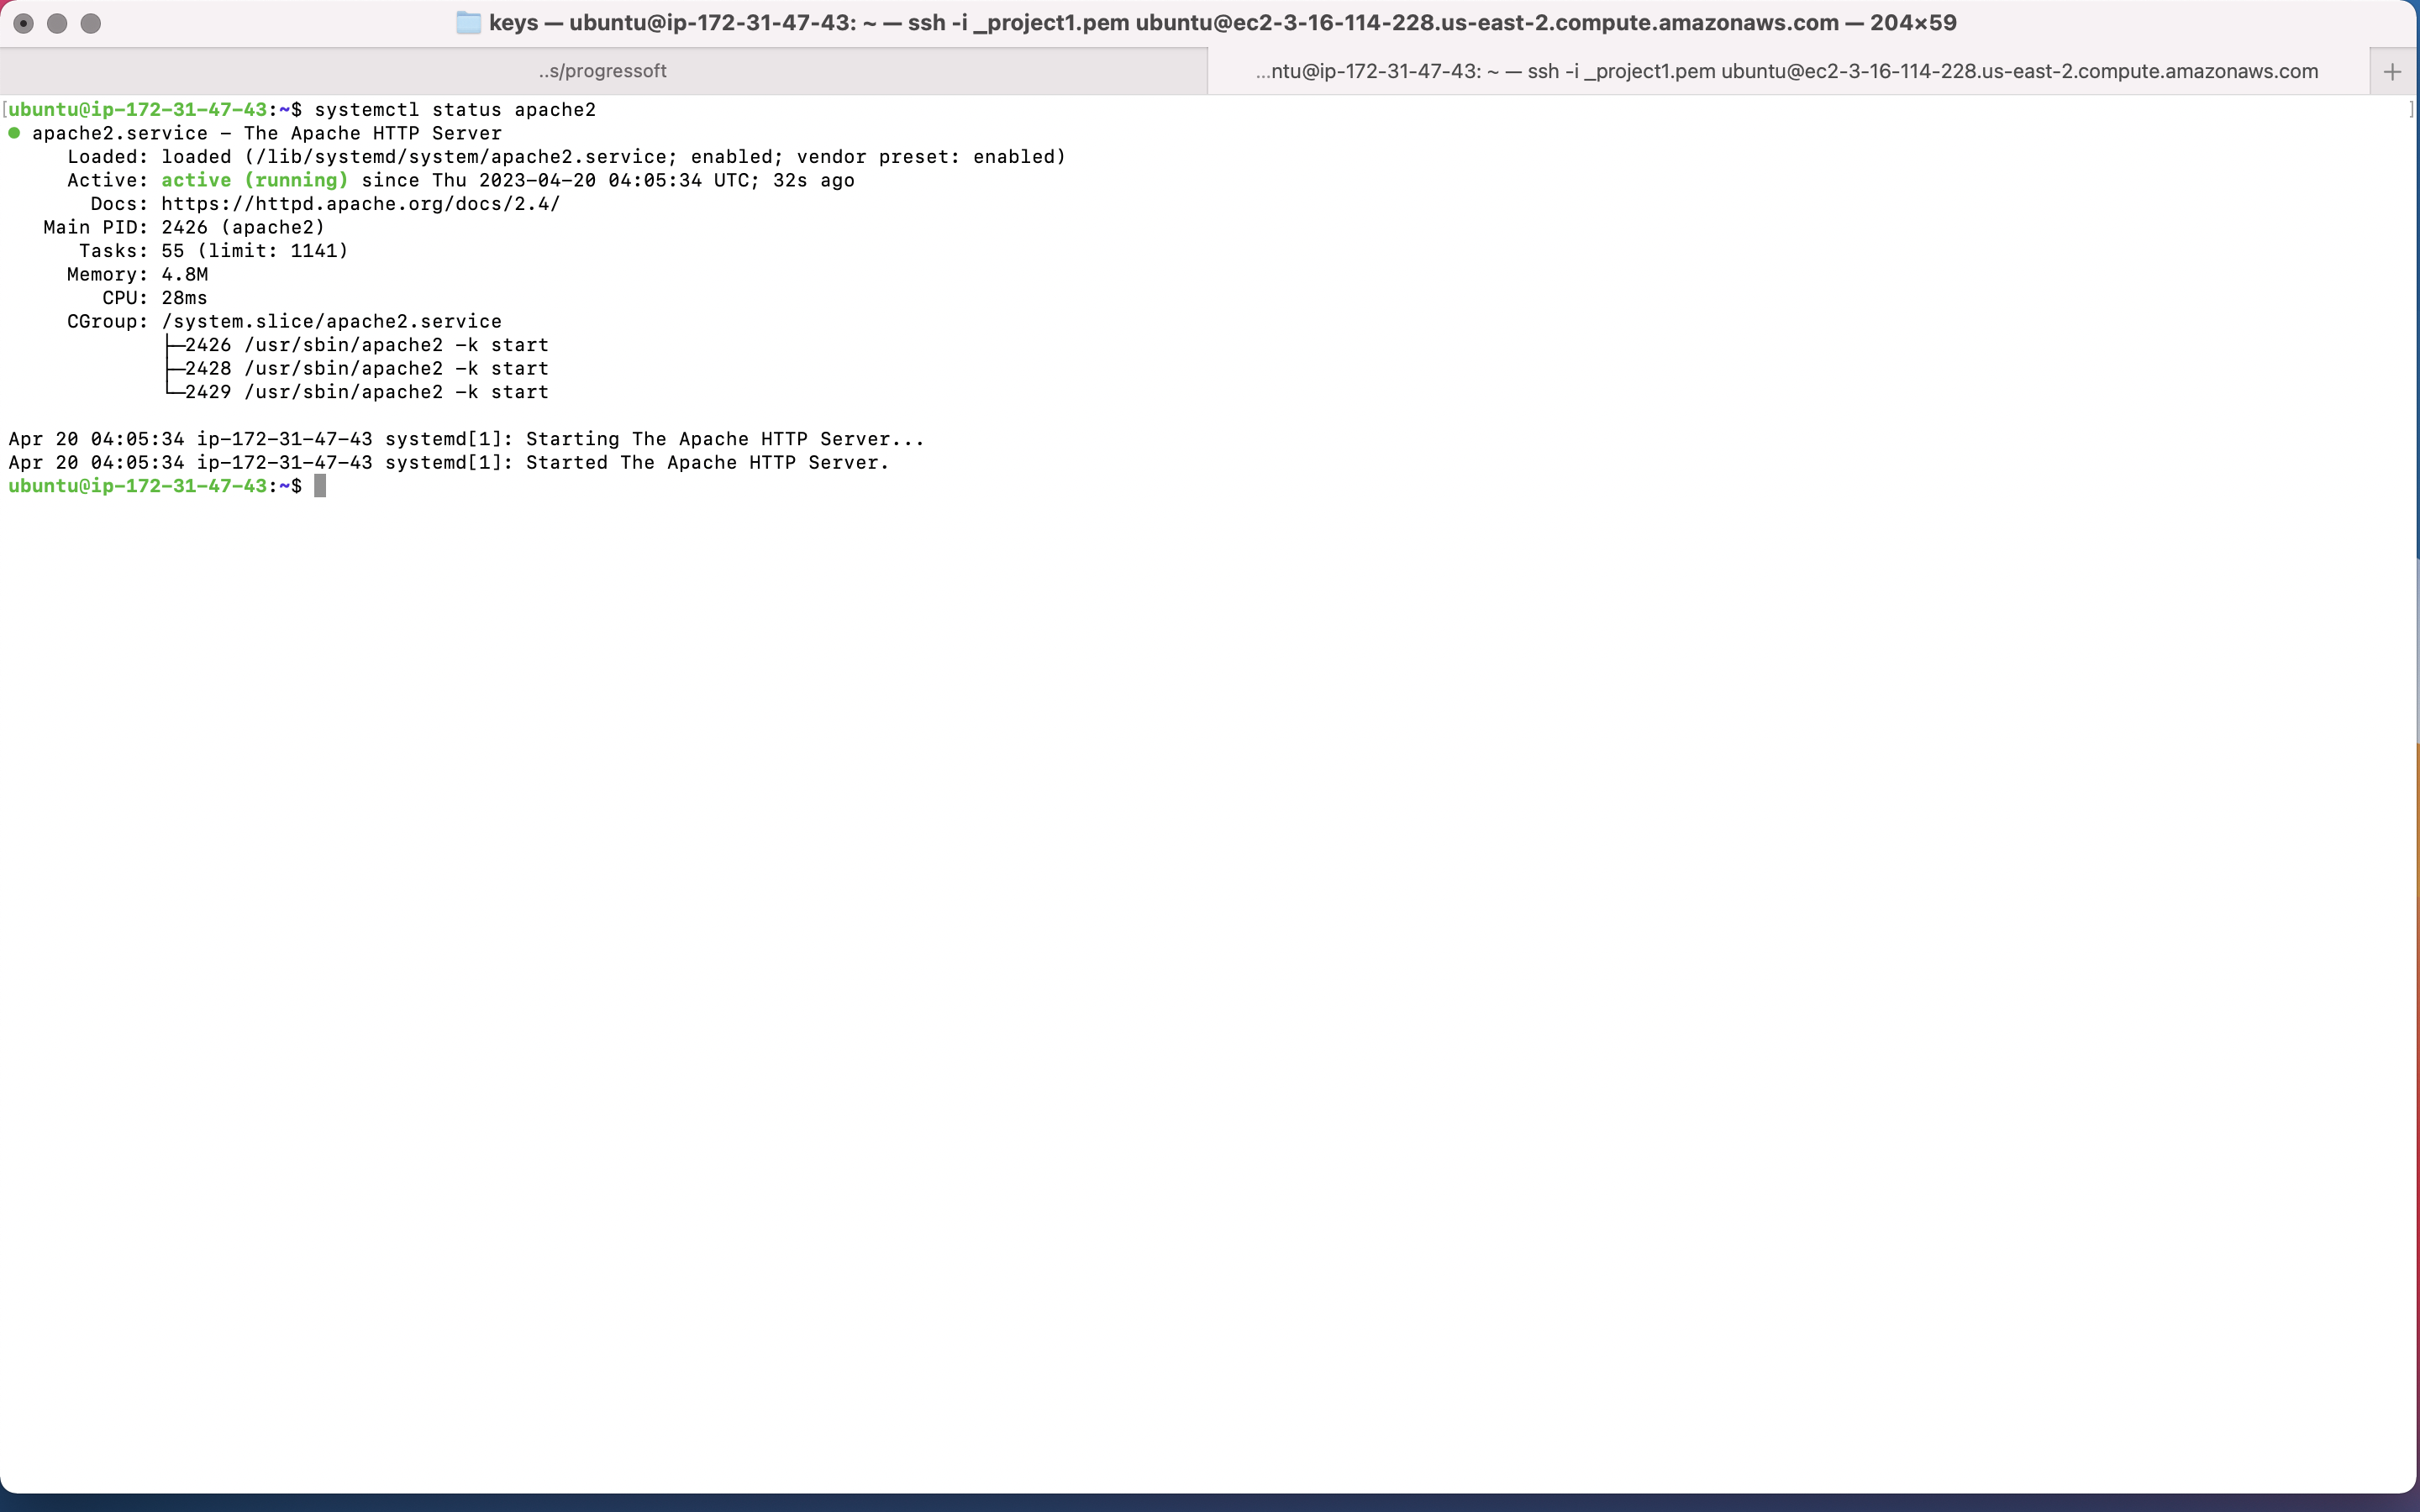 keys — ubuntu@ip-172-31-47-43: ~ — ssh -i _project1.pem ubuntu@ec2-3-16-114-228.us-east-2.compute.amazonaws.com — 204×59
..s/progressoft
...ntu@ip-172-31-47-43: ~ — ssh -i _project1.pem ubuntu@ec2-3-16-114-228.us-east-2.compute.amazonaws.com
[ubuntu@ip-172-31-47-43:~$ systemctl status apache2 ]
● apache2.service - The Apache HTTP Server
     Loaded: loaded (/lib/systemd/system/apache2.service; enabled; vendor preset: enabled)
     Active: active (running) since Thu 2023-04-20 04:05:34 UTC; 32s ago
       Docs: https://httpd.apache.org/docs/2.4/
   Main PID: 2426 (apache2)
      Tasks: 55 (limit: 1141)
     Memory: 4.8M
        CPU: 28ms
     CGroup: /system.slice/apache2.service
             ├─2426 /usr/sbin/apache2 -k start
             ├─2428 /usr/sbin/apache2 -k start
             └─2429 /usr/sbin/apache2 -k start
Apr 20 04:05:34 ip-172-31-47-43 systemd[1]: Starting The Apache HTTP Server...
Apr 20 04:05:34 ip-172-31-47-43 systemd[1]: Started The Apache HTTP Server.
ubuntu@ip-172-31-47-43:~$